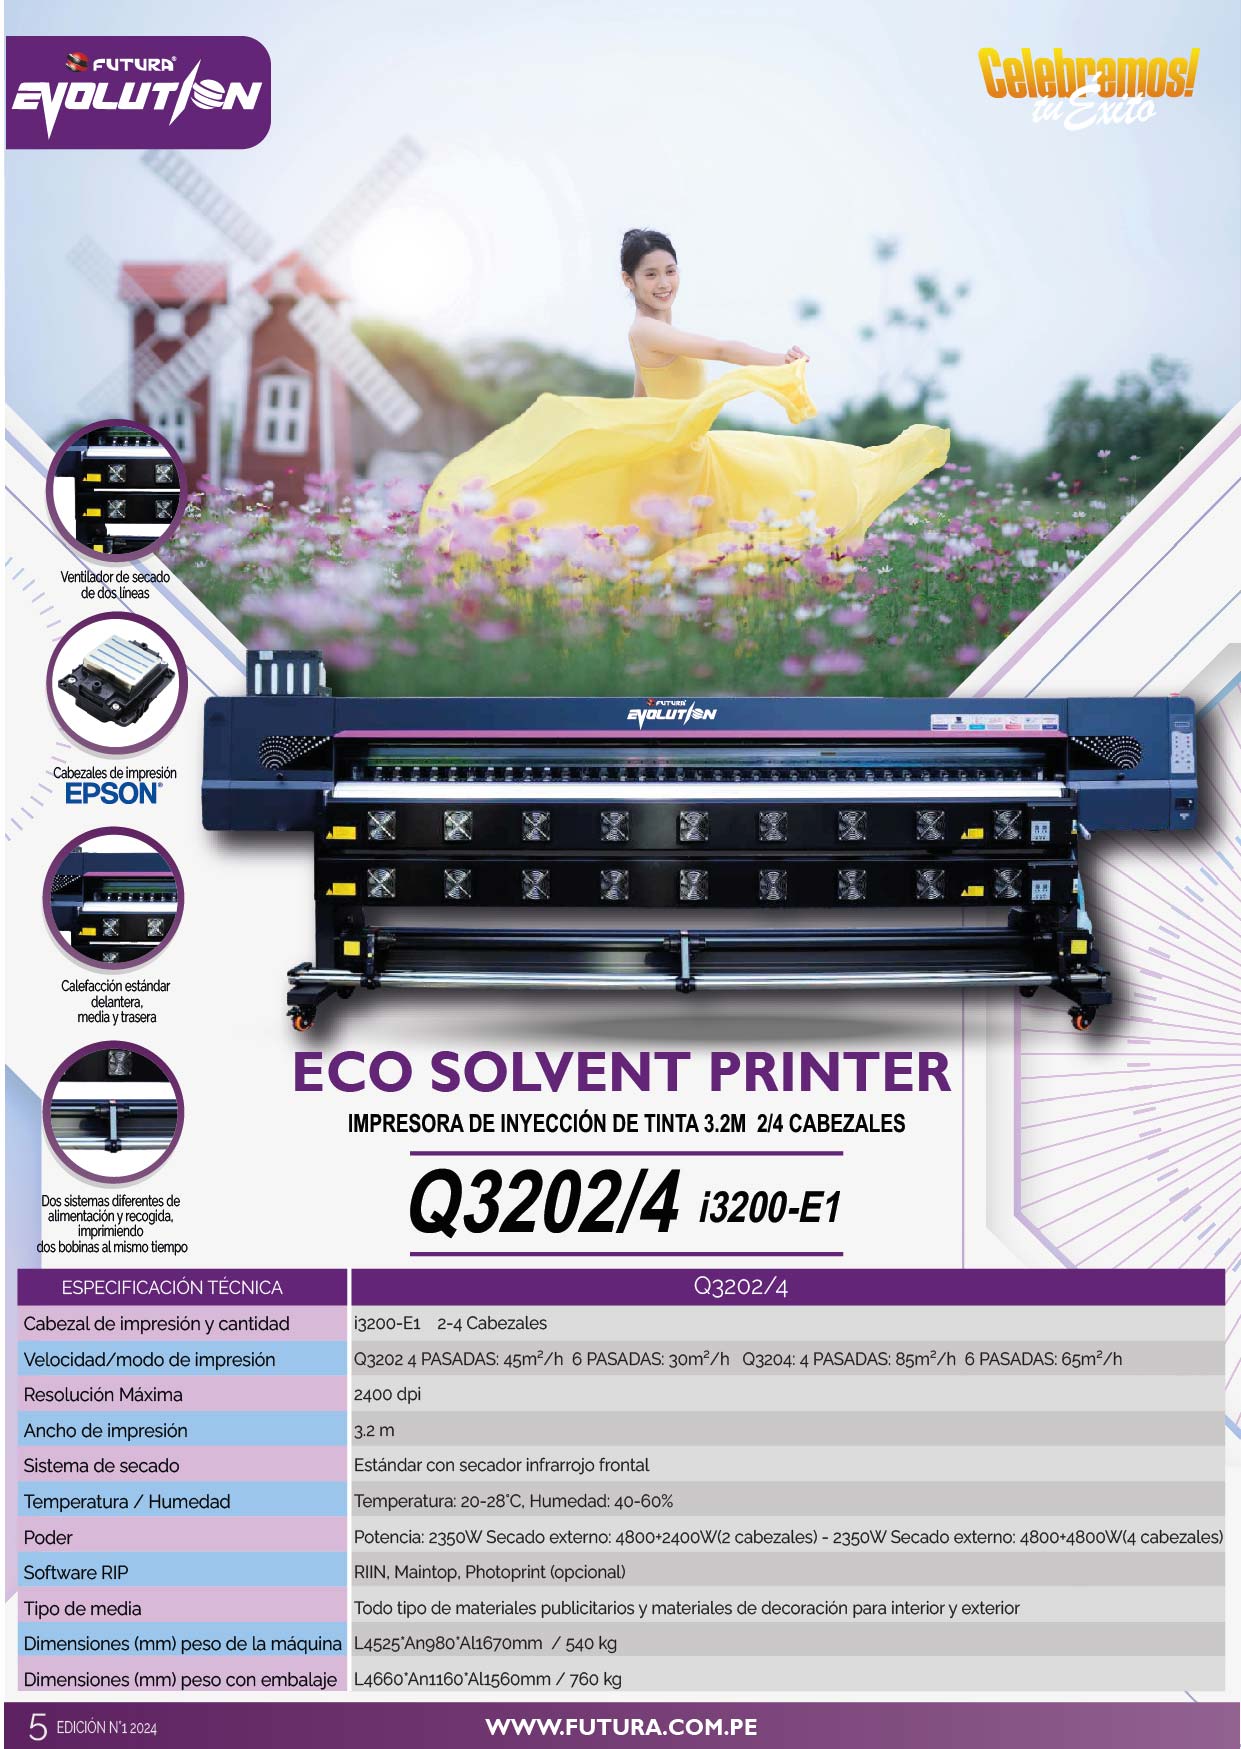 FUTURA®
EVOLUTION
Celebramos!
tu Éxito
Ventilador de secado
de dos líneas
Cabezales de impresión
EPSON®
Calefacción estándar
delantera,
media y trasera
Dos sistemas diferentes de
alimentación y recogida,
imprimiendo
dos bobinas al mismo tiempo
FUTURA®
EVOLUTION
ECO SOLVENT PRINTER
IMPRESORA DE INYECCIÓN DE TINTA 3.2M 2/4 CABEZALES
Q3202/4 i3200-E1
ESPECIFICACIÓN TÉCNICA Q3202/4
Cabezal de impresión y cantidad i3200-E1 2-4 Cabezales
Velocidad/modo de impresión Q3202 4 PASADAS: 45m²/h 6 PASADAS: 30m²/h Q3204: 4 PASADAS: 85m²/h 6 PASADAS: 65m²/h
Resolución Máxima 2400 dpi
Ancho de impresión 3.2 m
Sistema de secado Estándar con secador infrarrojo frontal
Temperatura / Humedad Temperatura: 20-28°C, Humedad: 40-60%
Poder Potencia: 2350W Secado externo: 4800+2400W(2 cabezales) - 2350W Secado externo: 4800+4800W(4 cabezales)
Software RIP RIIN, Maintop, Photoprint (opcional)
Tipo de media Todo tipo de materiales publicitarios y materiales de decoración para interior y exterior
Dimensiones (mm) peso de la máquina L4525*An980*Al1670mm / 540 kg
Dimensiones (mm) peso con embalaje L4660*An1160*Al1560mm / 760 kg
5 EDICIÓN N°1 2024
WWW.FUTURA.COM.PE